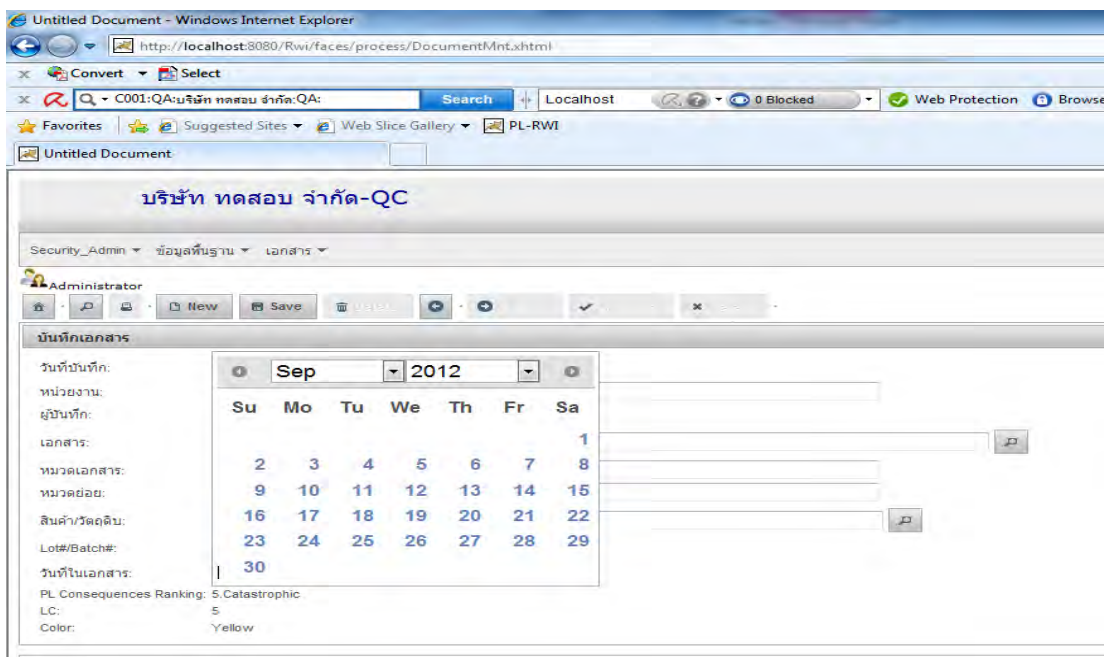 Untitled Document - Windows Internet Explorer
http://localhost:8080/Rwi/faces/process/DocumentMnt.xhtml
x Convert Select
x C001:QA:บริษัท ทดสอบ จำกัด:QA: Search Localhost 0 Blocked Web Protection Browse
Favorites Suggested Sites Web Slice Gallery PL-RWI
Untitled Document
บริษัท ทดสอบ จำกัด-QC
Security_Admin ข้อมูลพื้นฐาน เอกสาร
Administrator
New Save
บันทึกเอกสาร
วันที่บันทึก:
หน่วยงาน:
ผู้บันทึก:
เอกสาร:
หมวดเอกสาร:
หมวดย่อย:
สินค้า/วัตถุดิบ:
Lot#/Batch#:
วันที่ในเอกสาร:
Sep 2012
Su Mo Tu We Th Fr Sa
1
2 3 4 5 6 7 8
9 10 11 12 13 14 15
16 17 18 19 20 21 22
23 24 25 26 27 28 29
30
PL Consequences Ranking: 5.Catastrophic
LC: 5
Color: Yellow